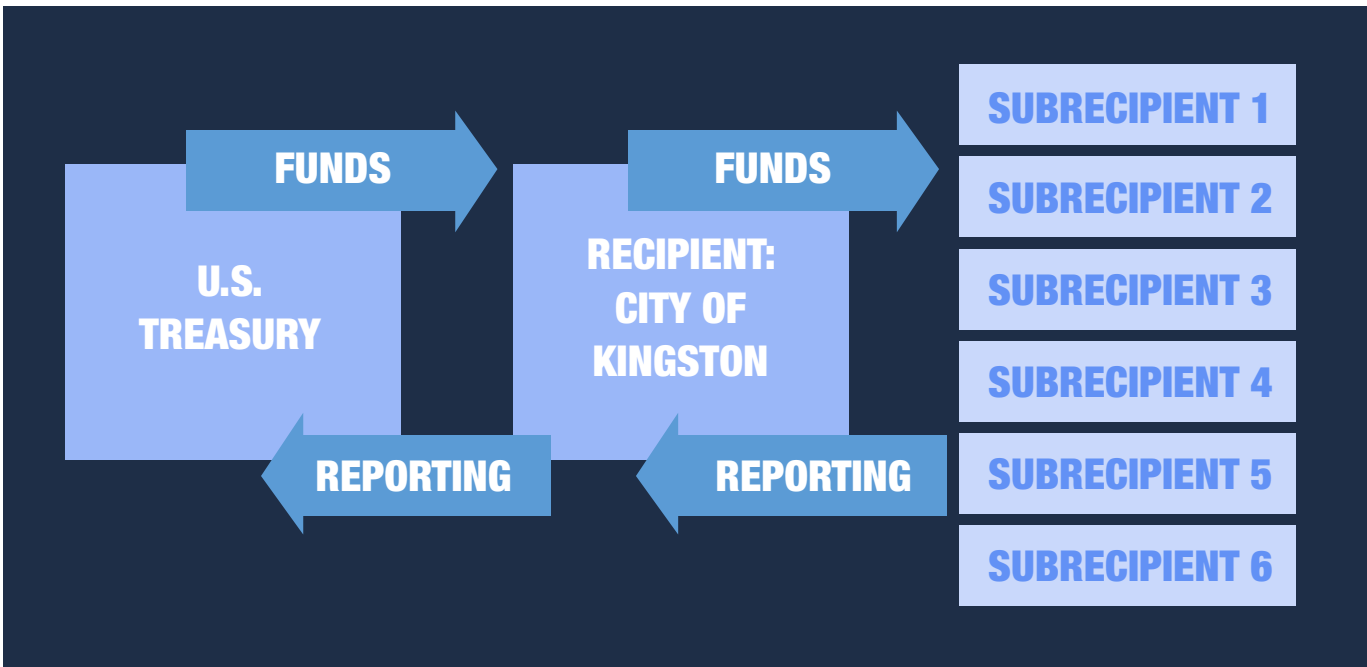 FUNDS
U.S.
TREASURY
REPORTING
FUNDS
RECIPIENT:
CITY OF
KINGSTON
REPORTING
SUBRECIPIENT 1
SUBRECIPIENT 2
SUBRECIPIENT 3
SUBRECIPIENT 4
SUBRECIPIENT 5
SUBRECIPIENT 6